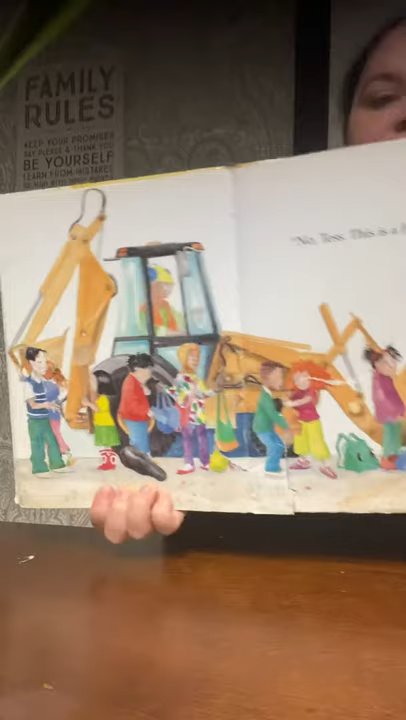 FAMILY
RULES
KEEP YOUR PROMISES
SAY PLEASE & THANK YOU
BE YOURSELF
LEARN FROM MISTAKES
"No, Tess. This is a